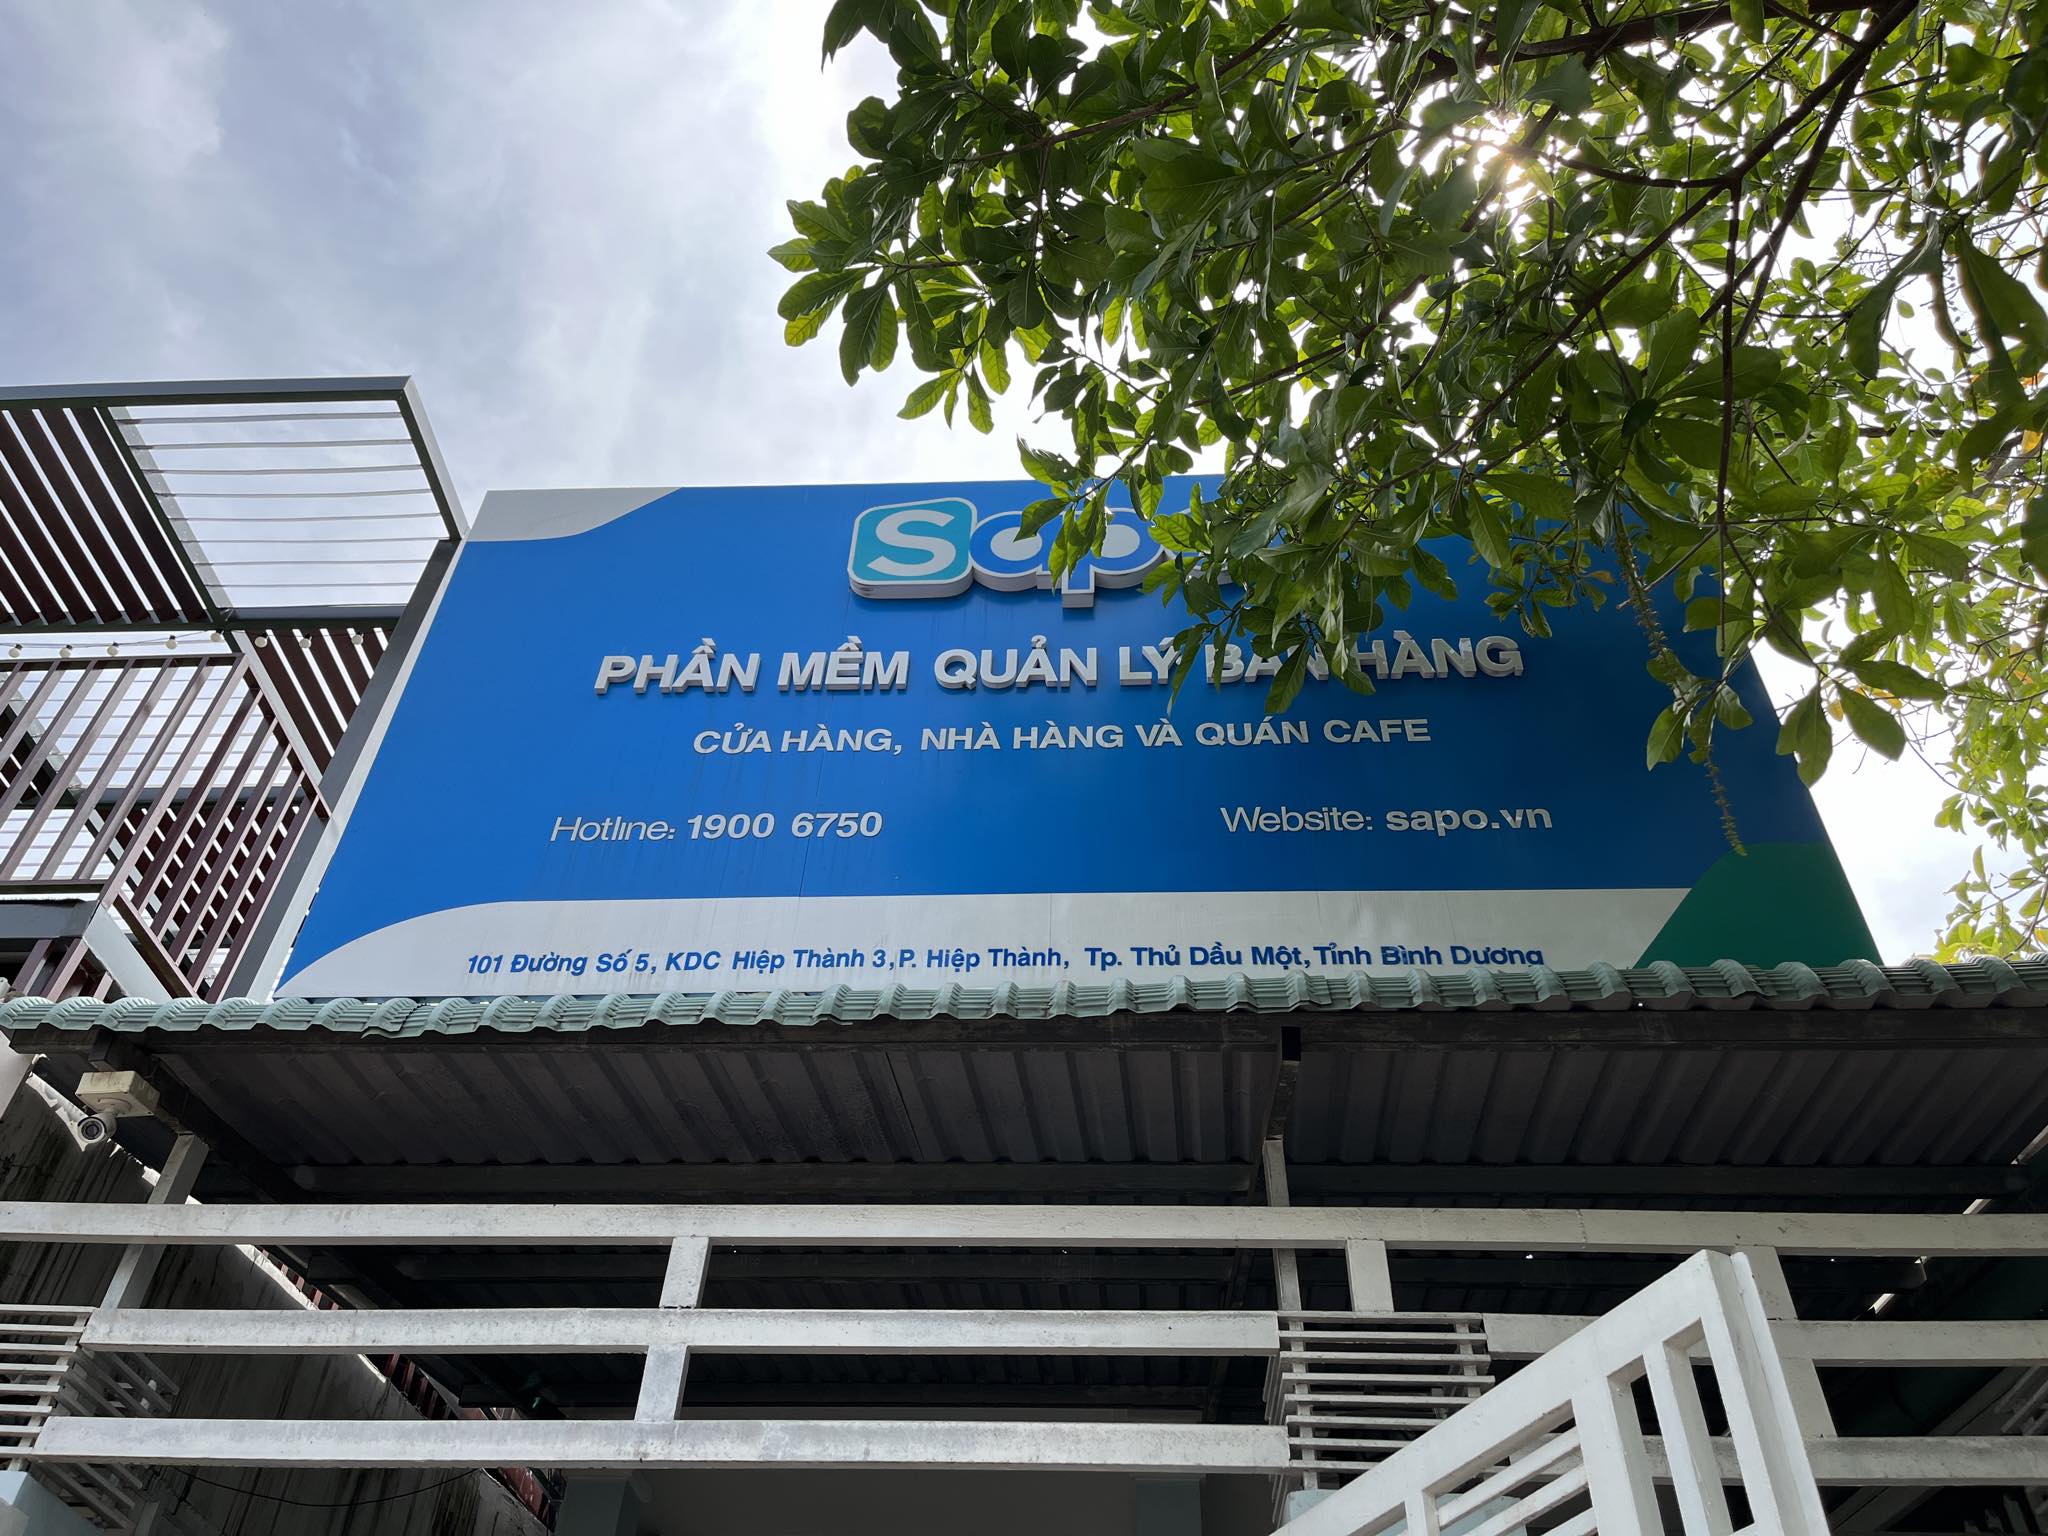 Sapo
PHẦN MỀM QUẢN LÝ BÁN HÀNG
CỬA HÀNG, NHÀ HÀNG VÀ QUÁN CAFE
Hotline: 1900 6750
Website: sapo.vn
101 Đường Số 5, KDC Hiệp Thành 3, P. Hiệp Thành, Tp. Thủ Dầu Một, Tỉnh Bình Dương